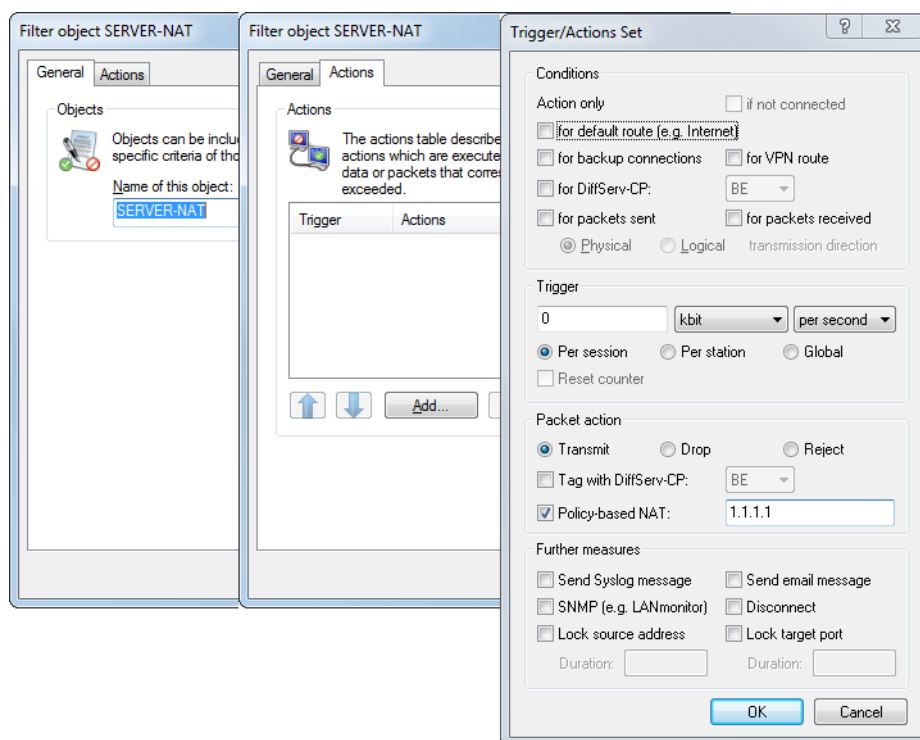 Filter object SERVER-NAT
General Actions
Objects
Objects can be inclu
specific criteria of tho
Name of this object:
SERVER-NAT
Filter object SERVER-NAT
General Actions
Actions
The actions table describe
actions which are execute
data or packets that corres
exceeded.
Trigger Actions
Add...
Trigger/Actions Set
Conditions
Action only if not connected
for default route (e.g. Internet)
for backup connections for VPN route
for DiffServ-CP: BE
for packets sent for packets received
Physical Logical transmission direction
Trigger
0 kbit per second
Per session Per station Global
Reset counter
Packet action
Transmit Drop Reject
Tag with DiffServ-CP: BE
Policy-based NAT: 1.1.1.1
Further measures
Send Syslog message Send email message
SNMP (e.g. LANmonitor) Disconnect
Lock source address Lock target port
Duration: Duration:
OK Cancel